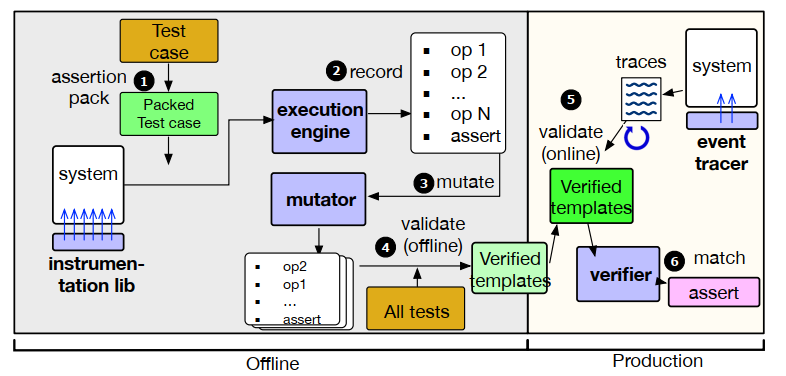 Test
case
assertion
pack
1
Packed
Test case
system
instrumen-
tation lib
execution
engine
2 record
▪ op 1
▪ op 2
▪ ...
▪ op N
▪ assert
3 mutate
mutator
▪ op2
▪ op1
▪ ...
▪ assert
4
validate
(offline)
All tests
Verified
templates
Offline
system
event
tracer
traces
5
validate
(online)
Verified
templates
verifier
6 match
assert
Production